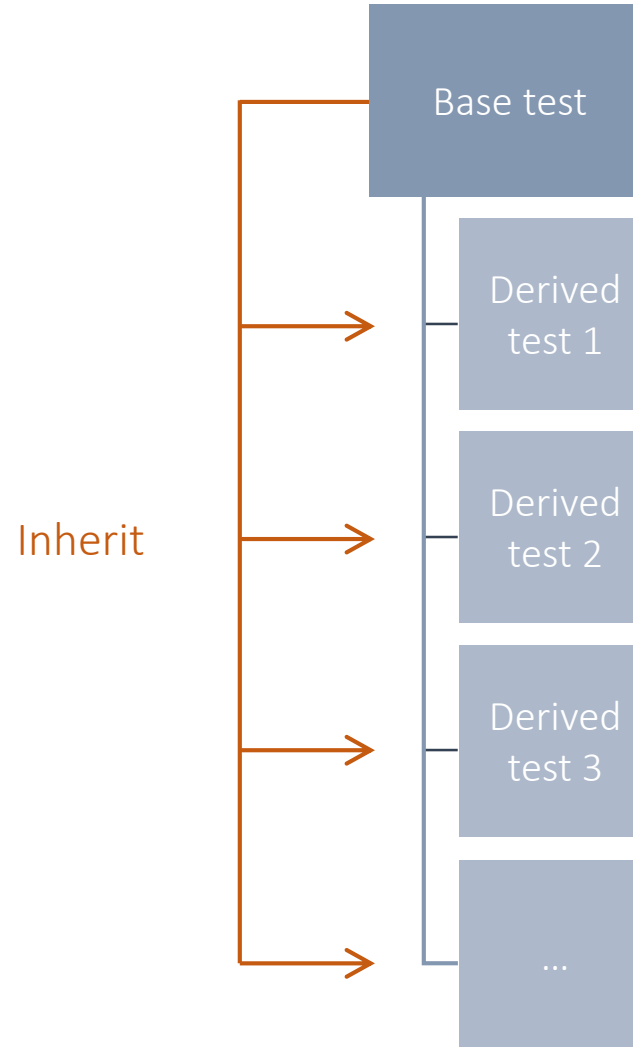 Base test
Derived
test 1
Derived
test 2
Inherit
Derived
test 3
...